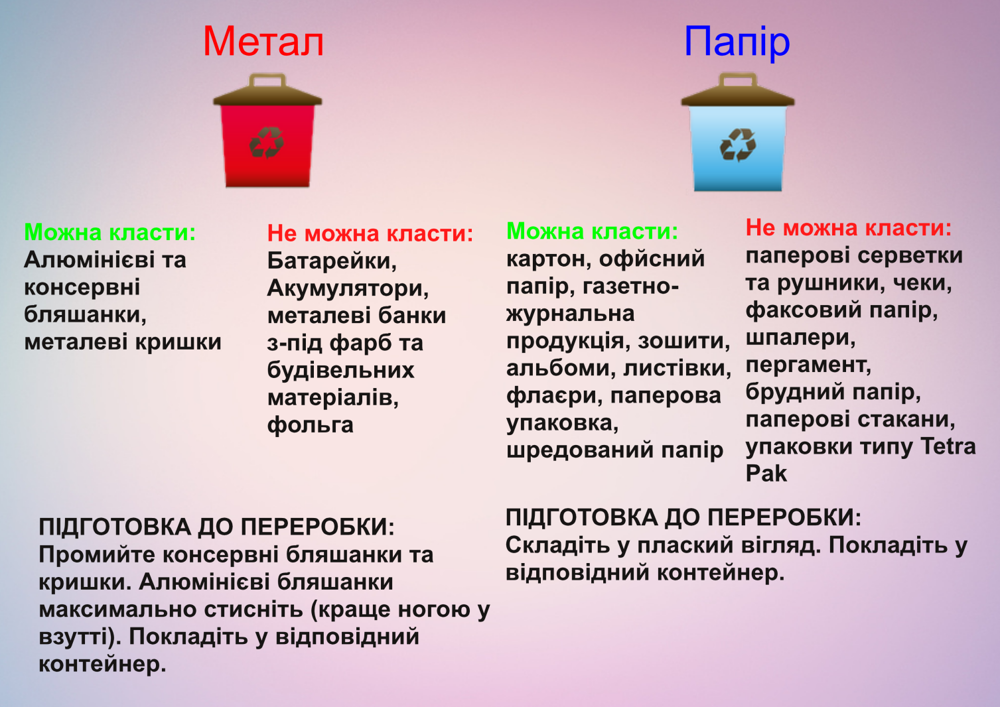 Метал
Можна класти:
Алюмінієві та
консервні
бляшанки,
металеві кришки
Не можна класти:
Батарейки,
Акумулятори,
металеві банки
з-під фарб та
будівельних
матеріалів,
фольга
ПІДГОТОВКА ДО ПЕРЕРОБКИ:
Промийте консервні бляшанки та
кришки. Алюмінієві бляшанки
максимально стисніть (краще ногою у
взутті). Покладіть у відповідний
контейнер.
Папір
Можна класти:
картон, офйсний
папір, газетно-
журнальна
продукція, зошити,
альбоми, листівки,
флаєри, паперова
упаковка,
шредований папір
Не можна класти:
паперові серветки
та рушники, чеки,
факсовий папір,
шпалери,
пергамент,
брудний папір,
паперові стакани,
упаковки типу Tetra
Pak
ПІДГОТОВКА ДО ПЕРЕРОБКИ:
Складіть у плаский вігляд. Покладіть у
відповідний контейнер.